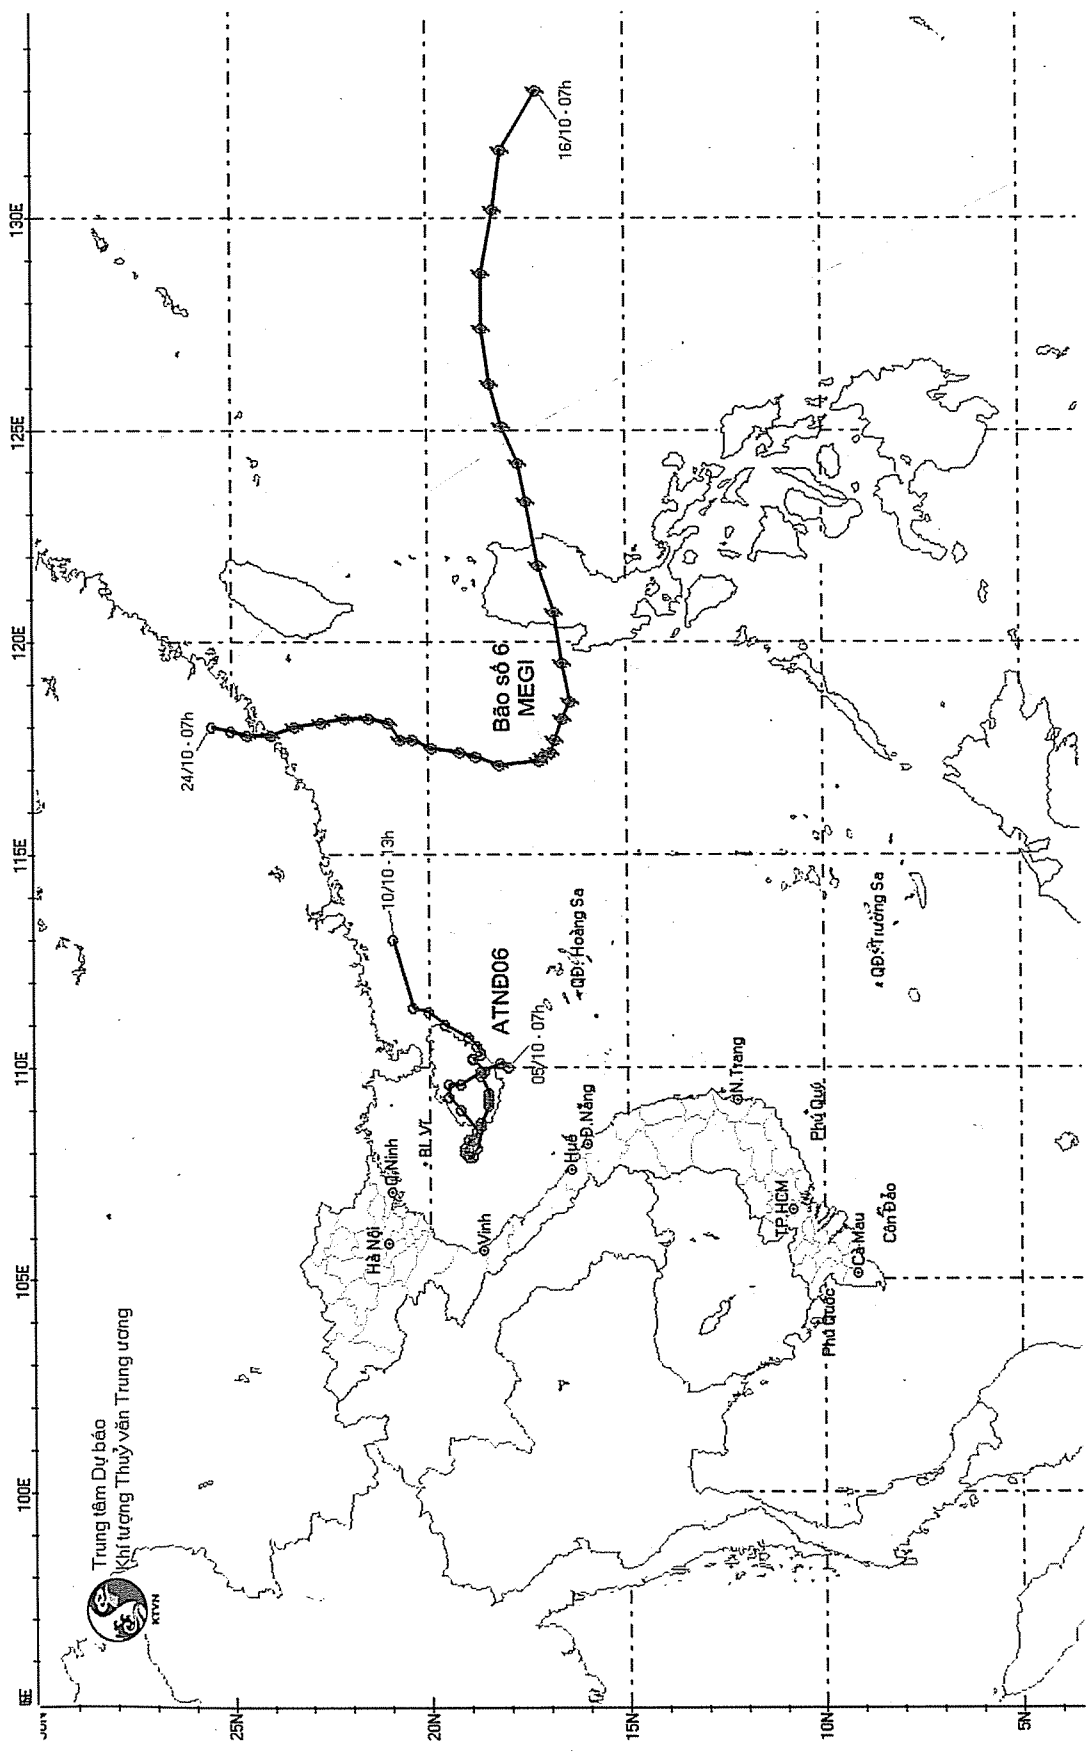 Trung tâm Dự báo
Khí tượng Thuỷ văn Trung ương
KTVN
100E
105E
110E
115E
120E
125E
130E
25N
20N
15N
10N
5N
24/10 - 07h
16/10 - 07h
Bão số 6
MEGI
10/10 - 13h
ATNĐ06
05/10 - 07h
Hà Nội
Q.Ninh
BLVĩ
Vinh
Huế
Đ.Nẵng
QĐ. Hoàng Sa
N.Trang
Phú Quý
TP.HCM
Cà Mau
Côn Đảo
Phú Quốc
QĐ. Trường Sa